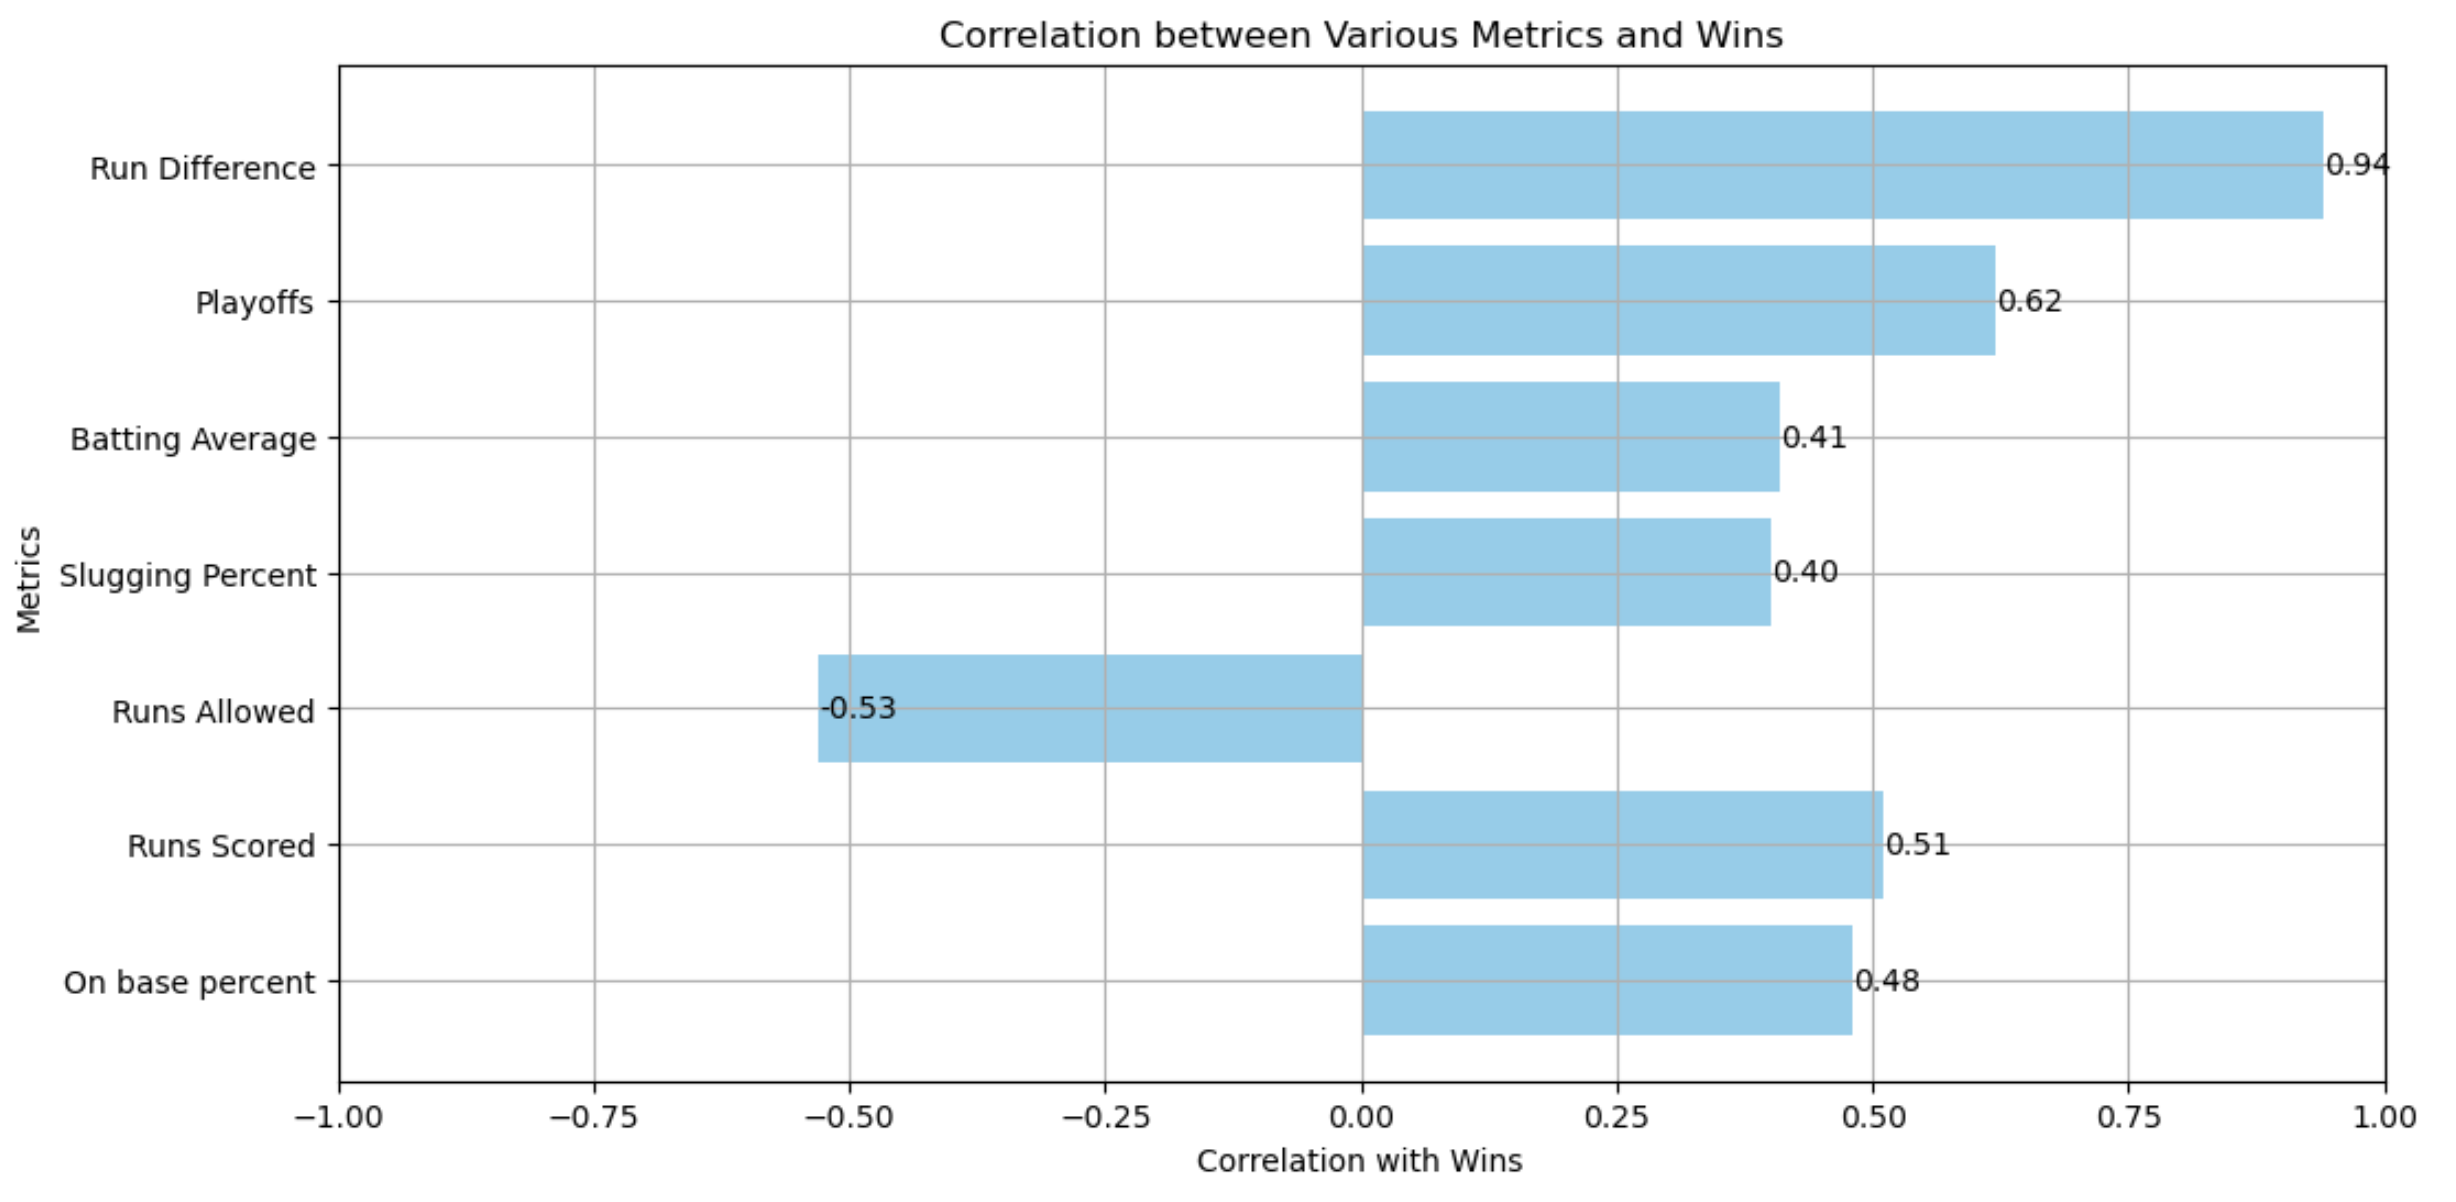 Correlation between Various Metrics and Wins
Run Difference
0.94
Playoffs
0.62
Batting Average
0.41
Slugging Percent
0.40
Metrics
Runs Allowed
-0.53
Runs Scored
0.51
On base percent
0.48
−1.00 −0.75 −0.50 −0.25 0.00 0.25 0.50 0.75 1.00
Correlation with Wins